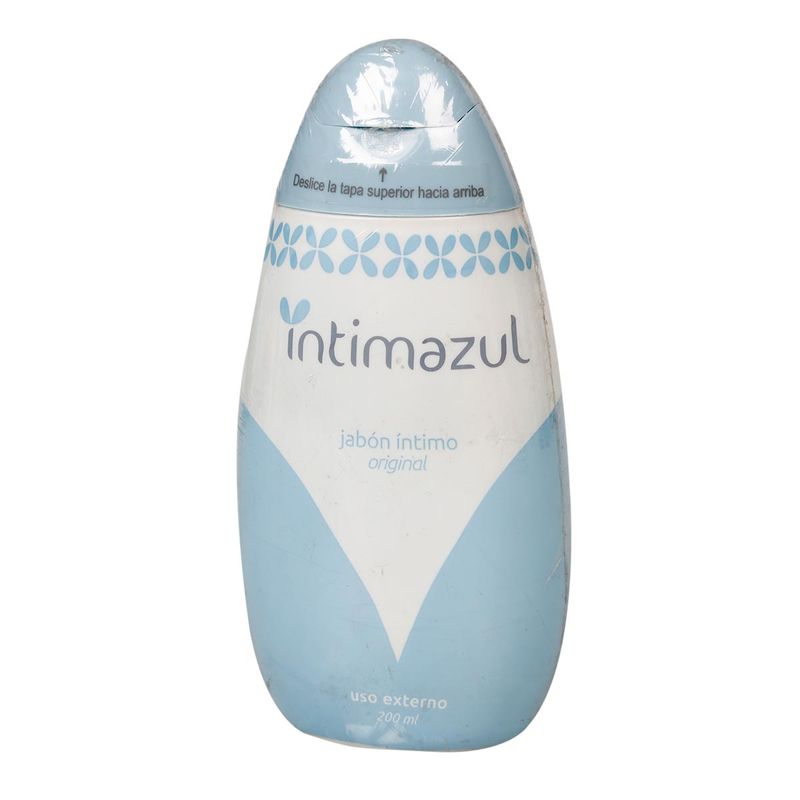 ↑
Deslice la tapa superior hacia arriba
intimazul
jabón íntimo
original
uso externo
200 ml